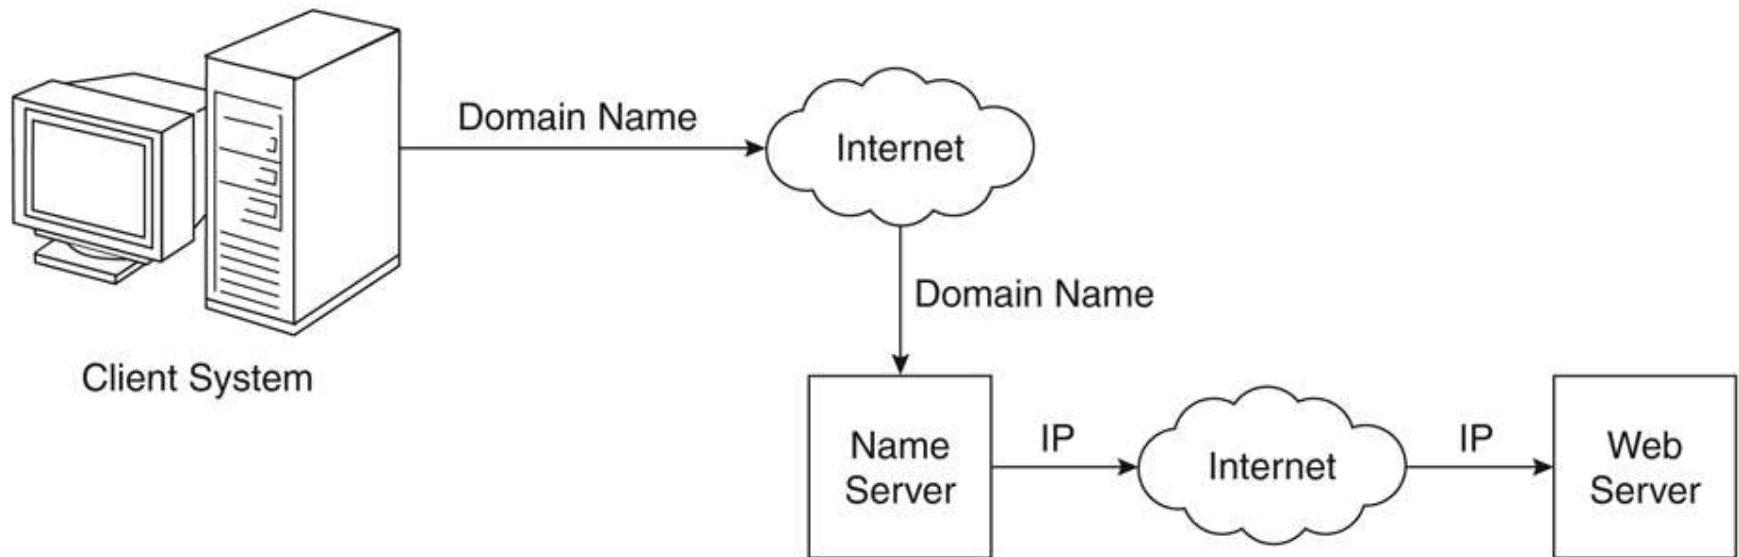 Domain Name
Internet
Domain Name
Client System
Name
Server
IP
Internet
IP
Web
Server